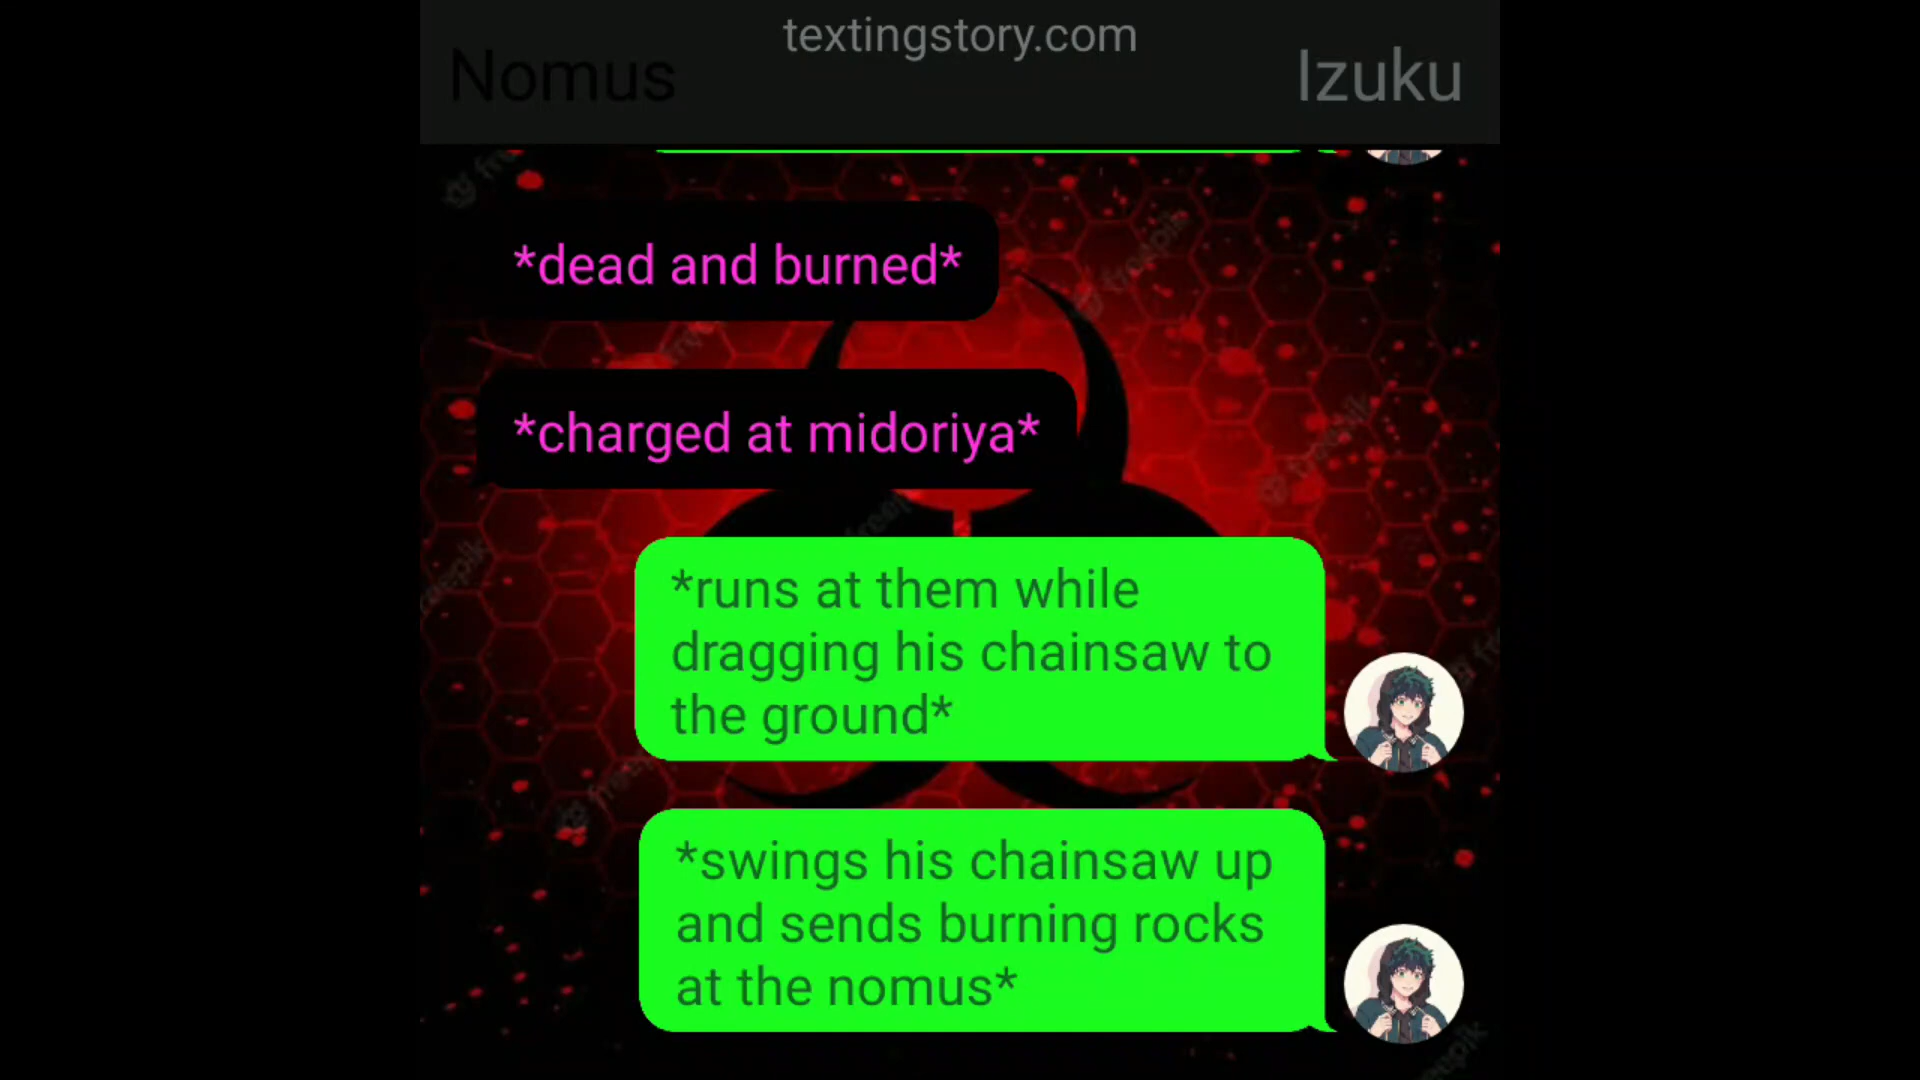 textingstory.com
Nomus
Izuku
*dead and burned*
*charged at midoriya*
*runs at them while
dragging his chainsaw to
the ground*
*swings his chainsaw up
and sends burning rocks
at the nomus*
freepik